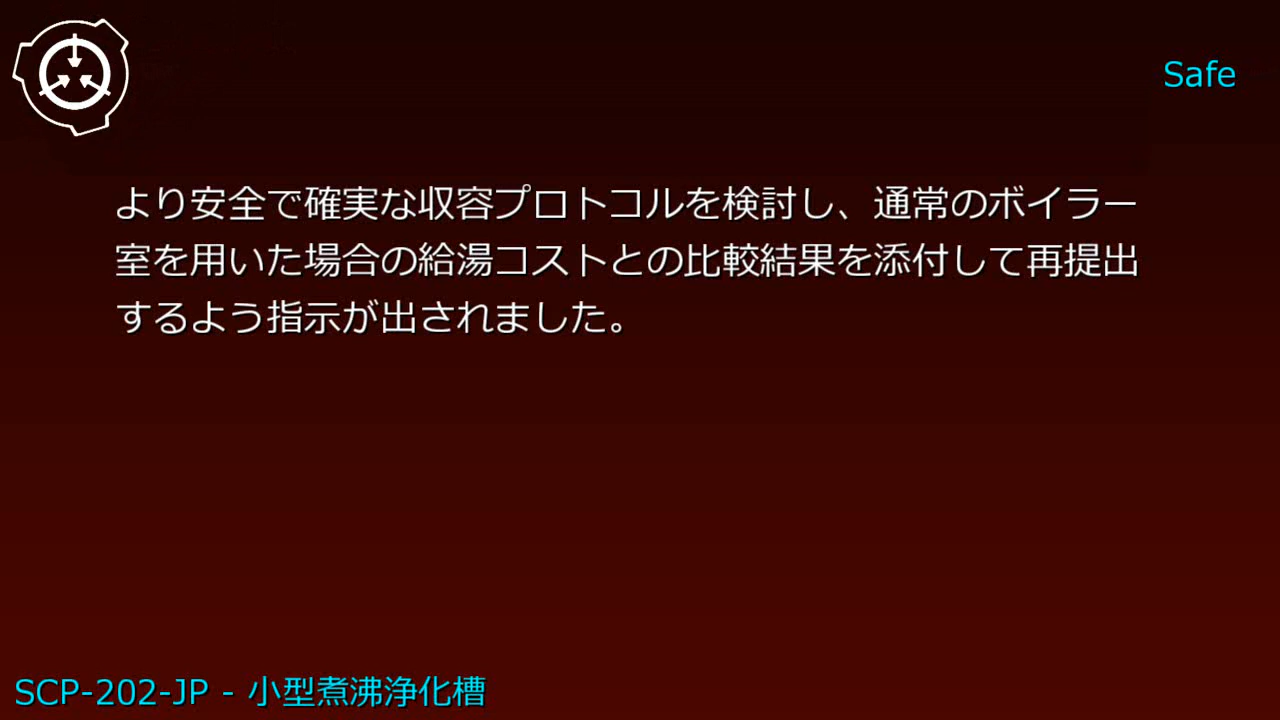 Safe
より安全で確実な収容プロトコルを検討し、通常のボイラー
室を用いた場合の給湯コストとの比較結果を添付して再提出
するよう指示が出されました。
SCP-202-JP - 小型煮沸浄化槽